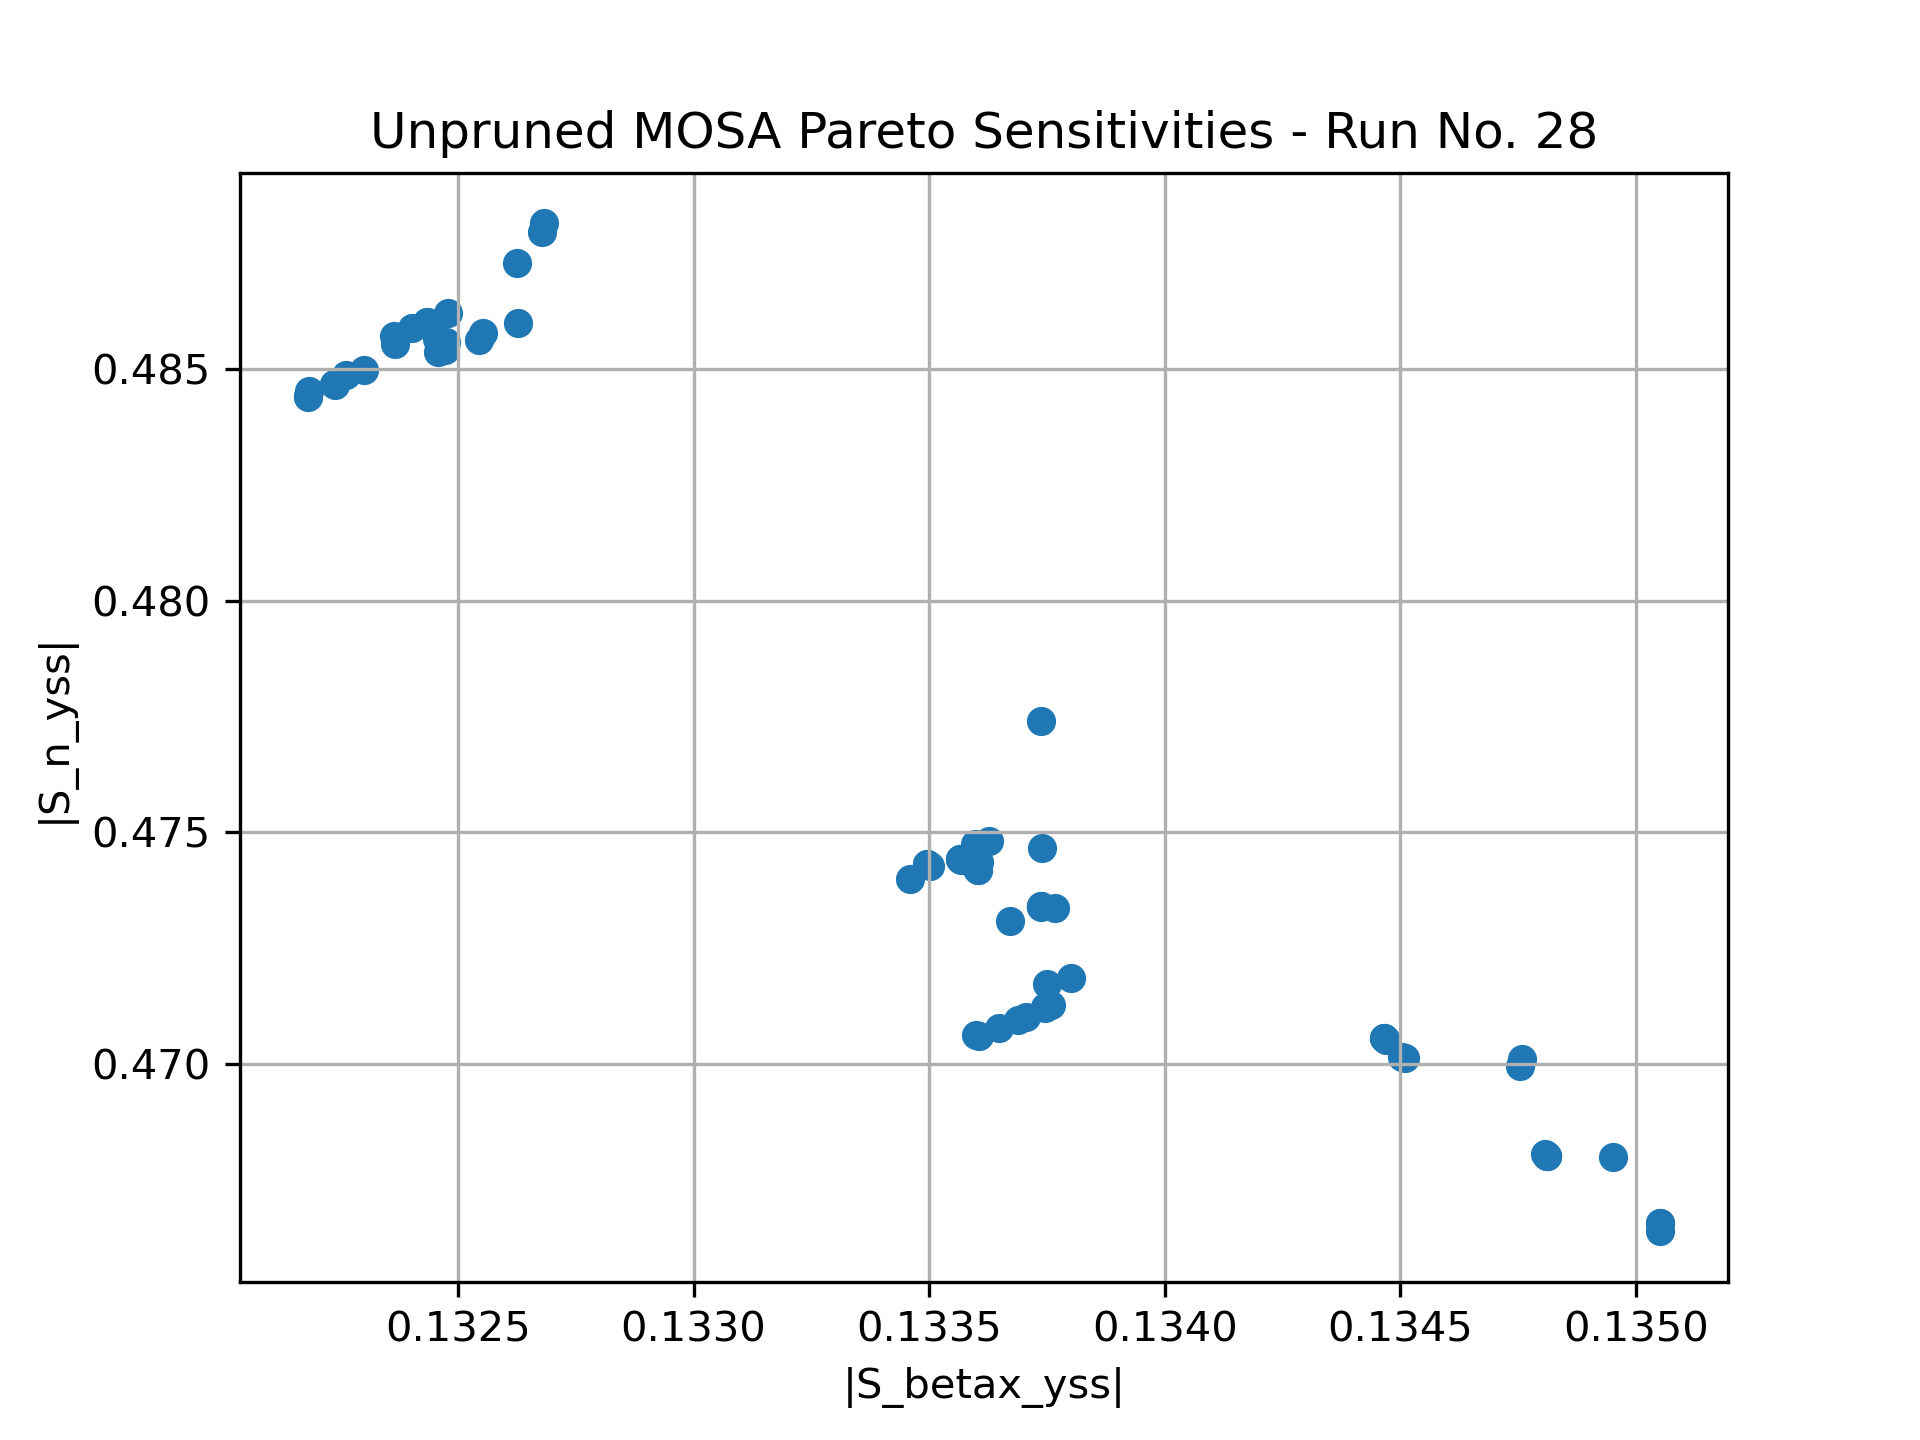 Unpruned MOSA Pareto Sensitivities - Run No. 28
|S_n_yss|
0.485
0.480
0.475
0.470
0.1325 0.1330 0.1335 0.1340 0.1345 0.1350
|S_betax_yss|